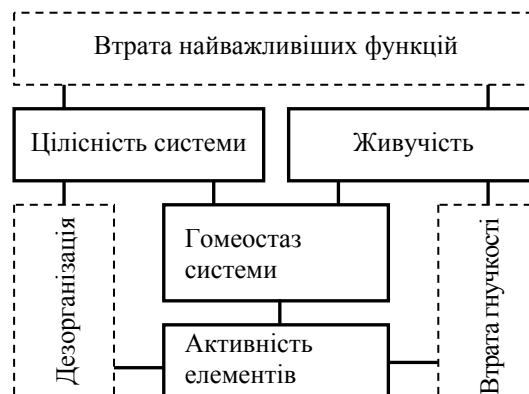 Втрата найважливіших функцій
Цілісність системи
Живучість
Дезорганізація
Гомеостаз
системи
Втрата гнучкості
Активність
елементів